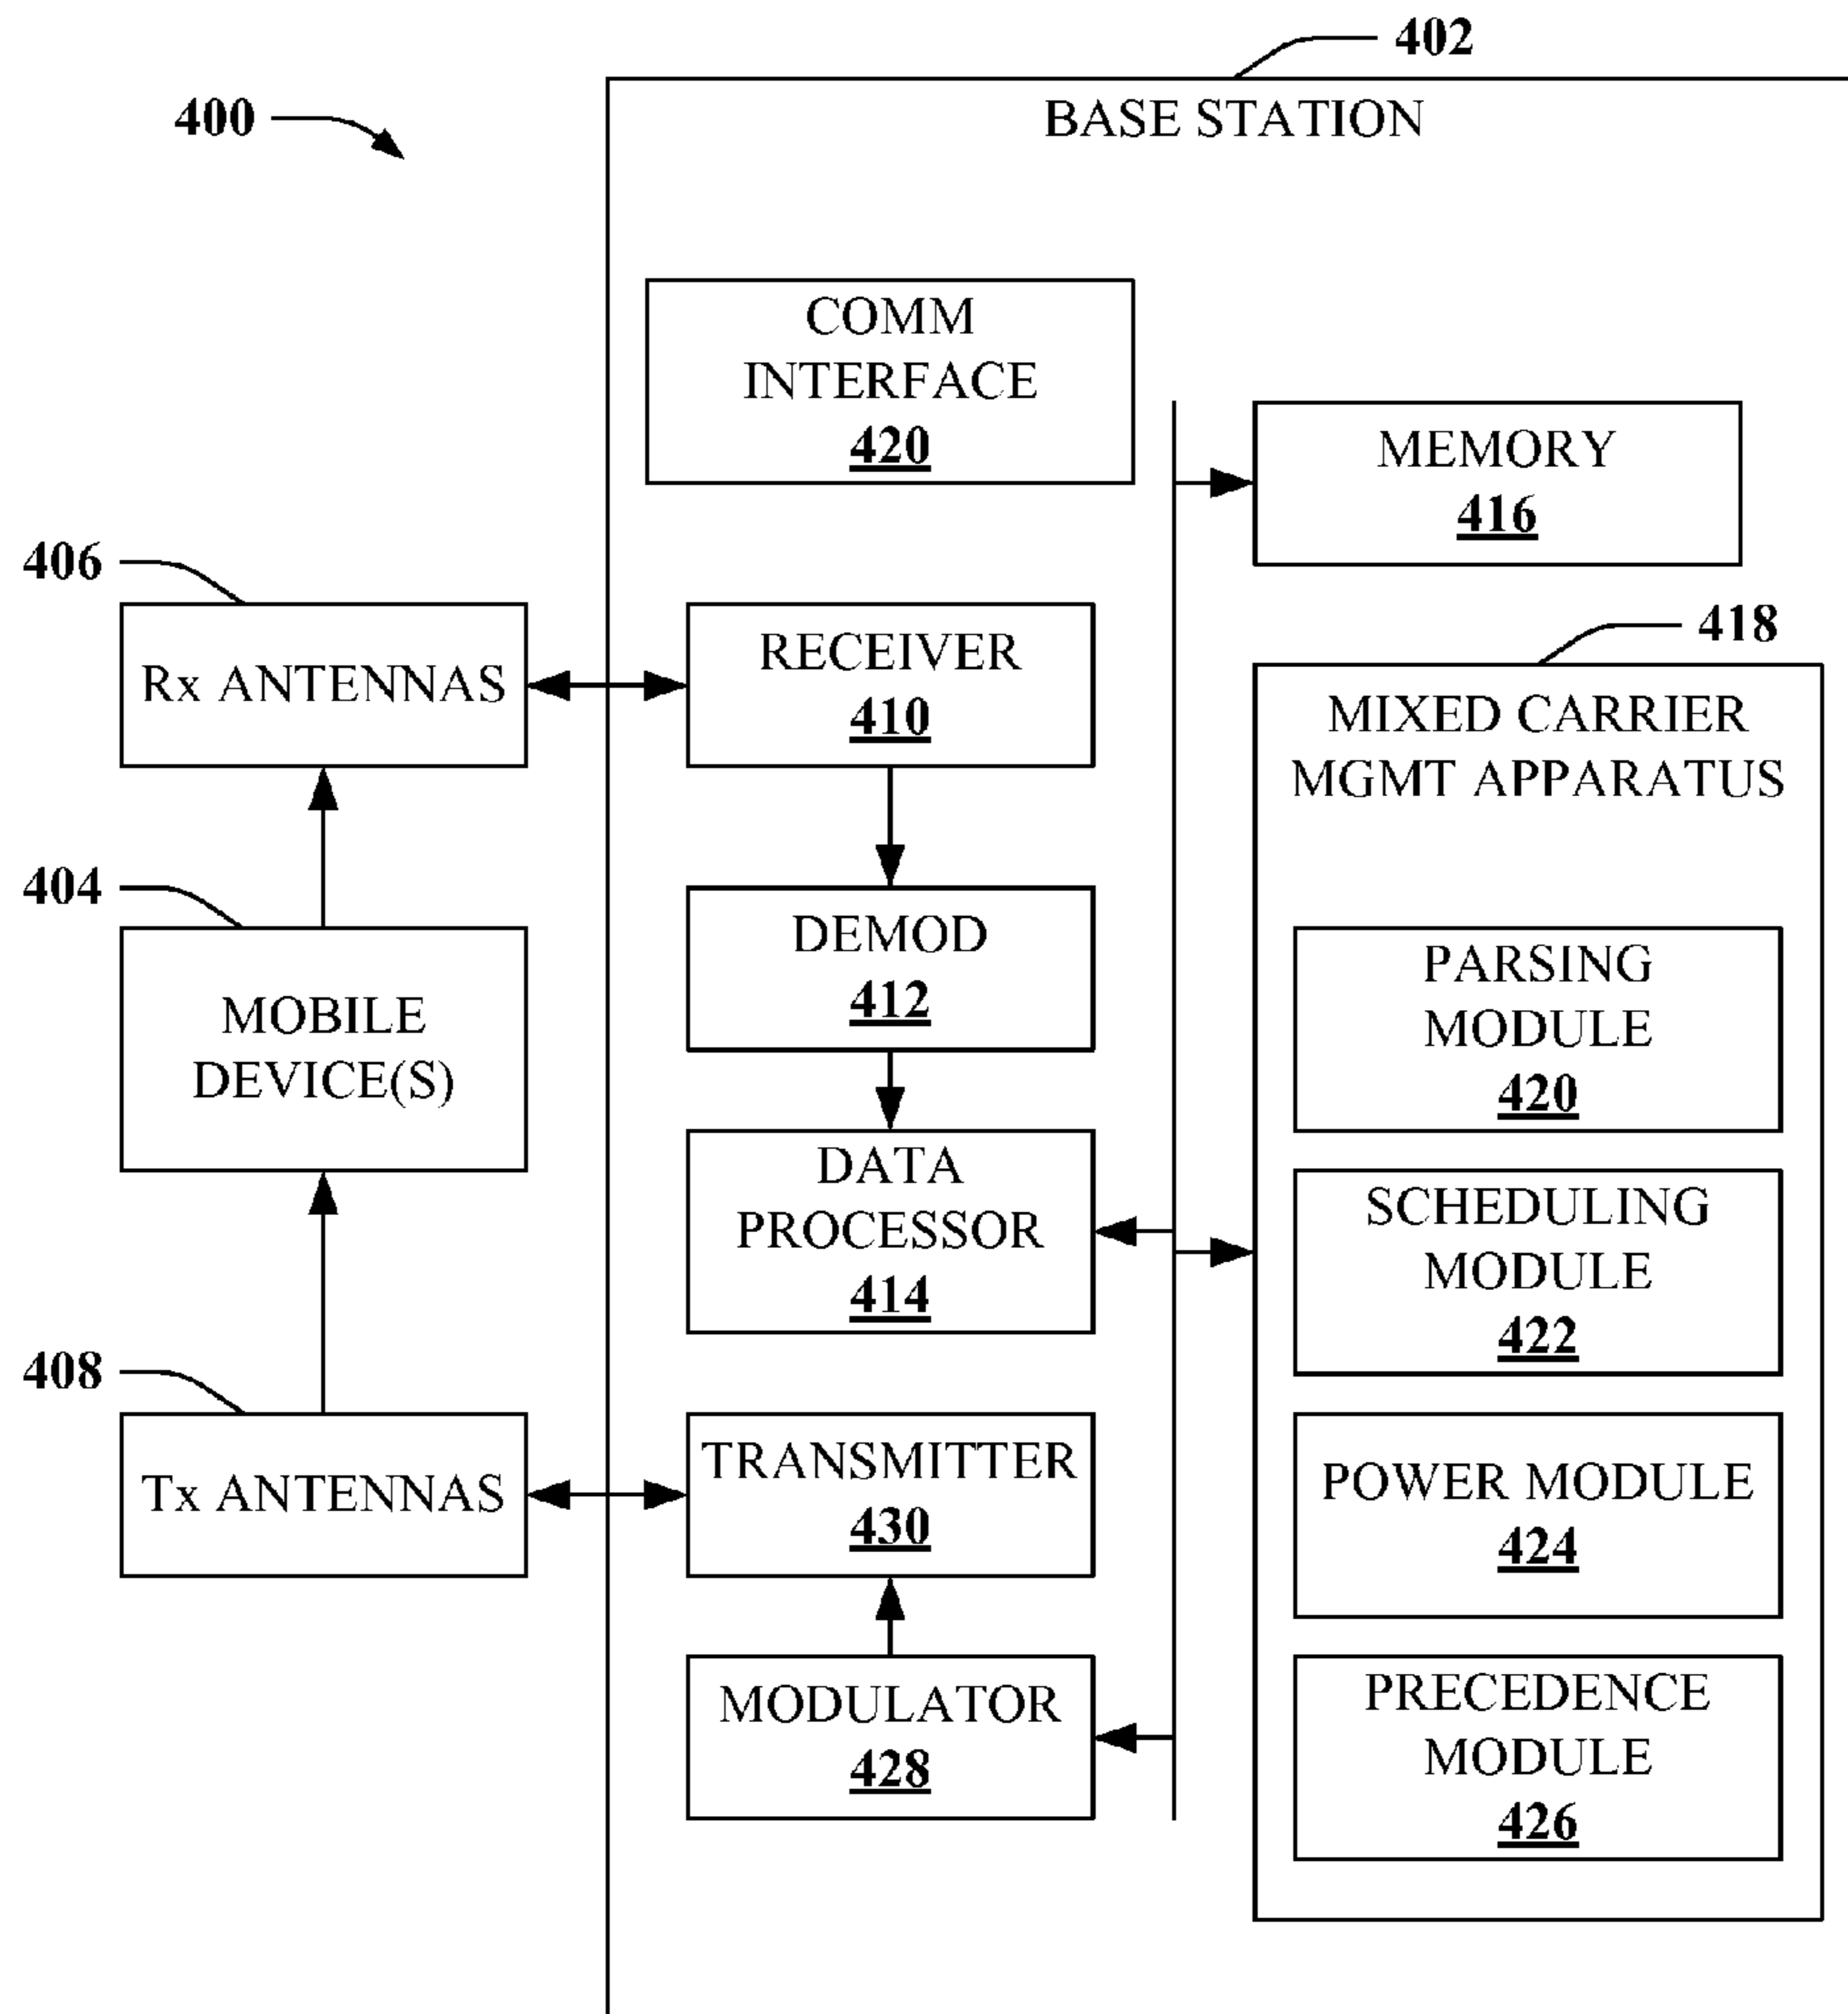 402
BASE STATION
400
COMM
INTERFACE
420
MEMORY
416
406
Rx ANTENNAS
RECEIVER
410
418
MIXED CARRIER
MGMT APPARATUS
404
MOBILE
DEVICE(S)
DEMOD
412
PARSING
MODULE
420
DATA
PROCESSOR
414
SCHEDULING
MODULE
422
408
Tx ANTENNAS
TRANSMITTER
430
POWER MODULE
424
MODULATOR
428
PRECEDENCE
MODULE
426